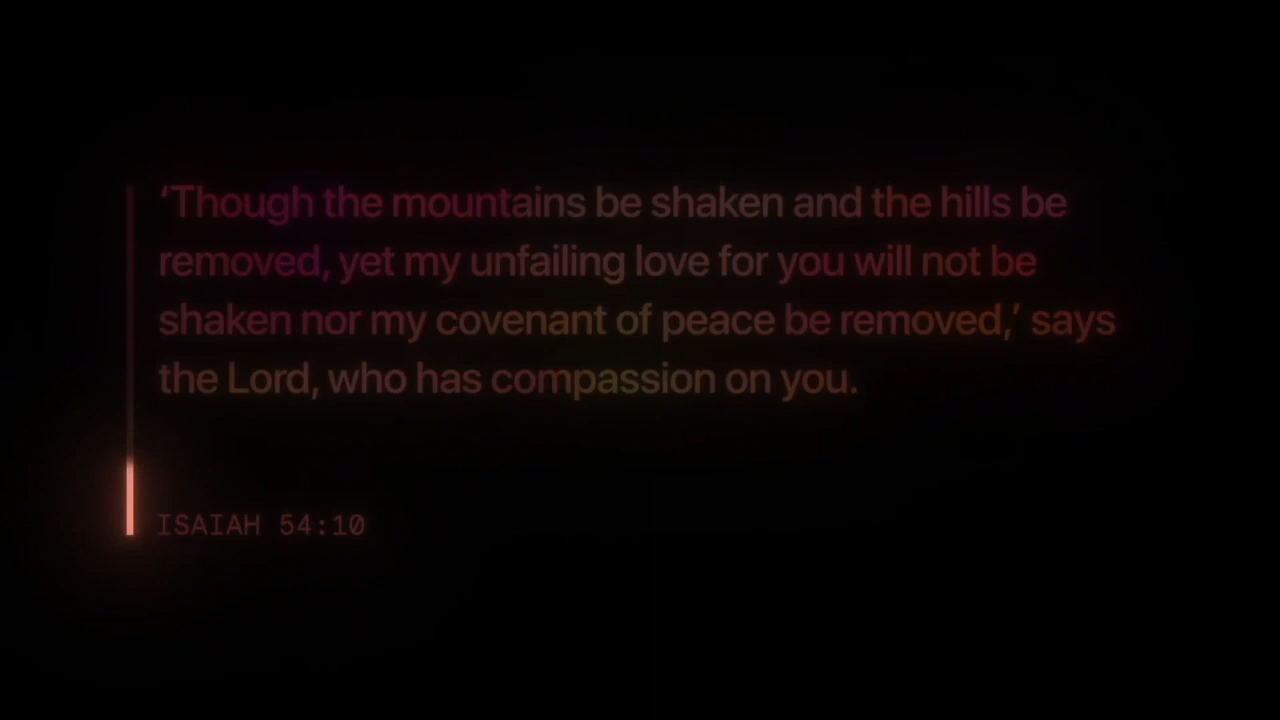 ‘Though the mountains be shaken and the hills be
removed, yet my unfailing love for you will not be
shaken nor my covenant of peace be removed,’ says
the Lord, who has compassion on you.
ISAIAH 54:10